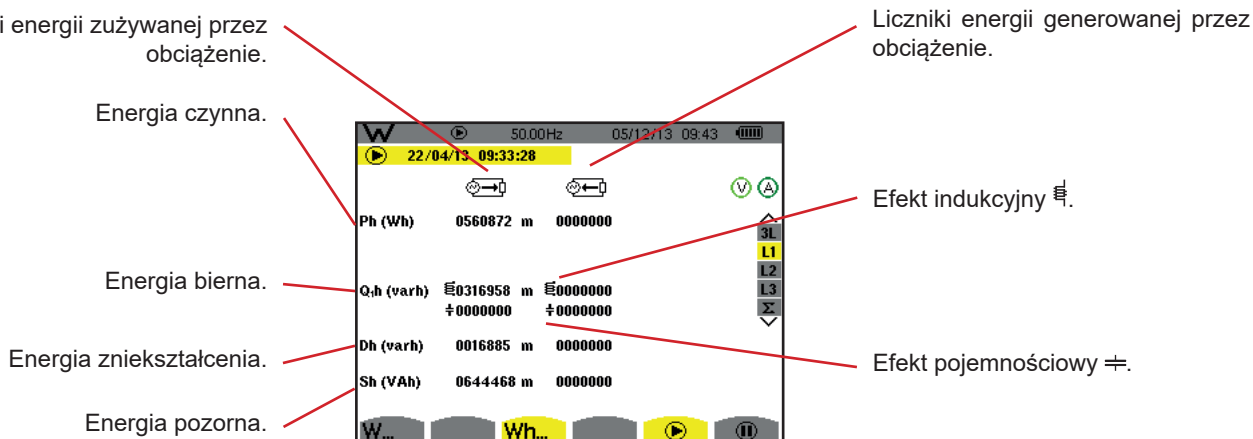 i energii zużywanej przez
obciążenie.
Liczniki energii generowanej przez
obciążenie.
Energia czynna.
W 50.00Hz 05/12/13 09:43
22/04/13 09:33:28
V A
Efekt indukcyjny.
Ph (Wh) 0560872 m 0000000
3L
L1
L2
L3
Σ
Energia bierna.
Q₁h (varh) 0316958 m 0000000
0000000 0000000
Energia zniekształcenia.
Dh (varh) 0016885 m 0000000
Efekt pojemnościowy.
Sh (VAh) 0644468 m 0000000
Energia pozorna.
W... Wh...